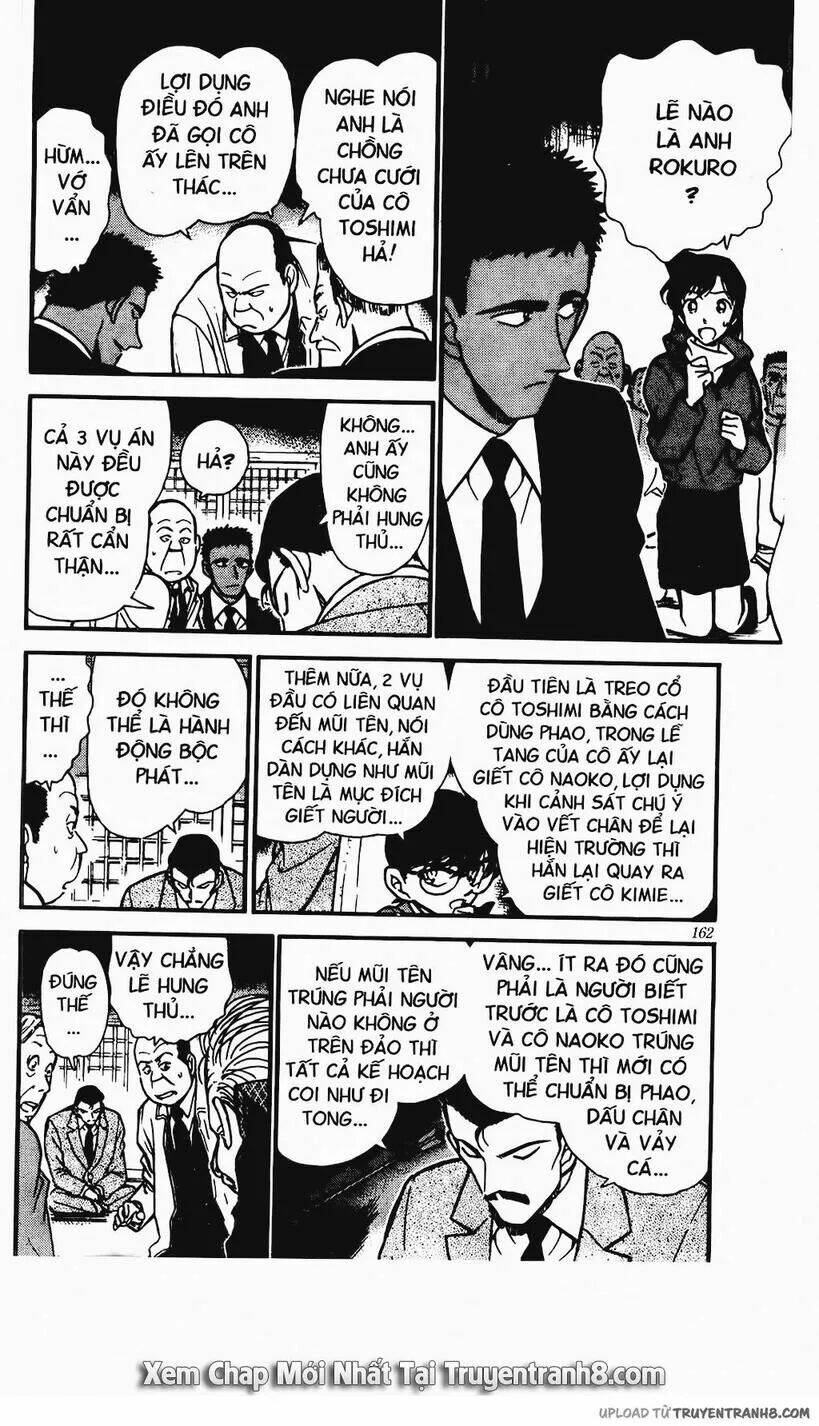 LẼ NÀO
LÀ ANH
ROKURO
?
NGHE NÓI
ANH LÀ
CHỒNG
CHƯA CƯỚI
CỦA CÔ
TOSHIMI
HẢ!
LỢI DỤNG
ĐIỀU ĐÓ ANH
ĐÃ GỌI CÔ
ẤY LÊN TRÊN
THÁC...
HỪM...
VỚ
VẨN
...
KHÔNG...
ANH ẤY
CŨNG
KHÔNG
PHẢI HUNG
THỦ...
HẢ?
CẢ 3 VỤ ÁN
NÀY ĐỀU
ĐƯỢC
CHUẨN BỊ
RẤT CẨN
THẬN...
ĐẦU TIÊN LÀ TREO CỔ
CÔ TOSHIMI BẰNG CÁCH
DÙNG PHAO, TRONG LỄ
TANG CỦA CÔ ẤY LẠI
GIẾT CÔ NAOKO, LỢI DỤNG
KHI CẢNH SÁT CHÚ Ý
VÀO VẾT CHÂN ĐỂ LẠI
HIỆN TRƯỜNG THÌ
HẮN LẠI QUAY RA
GIẾT CÔ KIMIE...
THÊM NỮA, 2 VỤ
ĐẦU CÓ LIÊN QUAN
ĐẾN MŨI TÊN, NÓI
CÁCH KHÁC, HẮN
DÀN DỰNG NHƯ MŨI
TÊN LÀ MỤC ĐÍCH
GIẾT NGƯỜI...
ĐÓ KHÔNG
THỂ LÀ HÀNH
ĐỘNG BỘC
PHÁT...
...
THẾ
THÌ
...
162
VÂNG... ÍT RA ĐÓ CŨNG
PHẢI LÀ NGƯỜI BIẾT
TRƯỚC LÀ CÔ TOSHIMI
VÀ CÔ NAOKO TRÚNG
MŨI TÊN THÌ MỚI CÓ
THỂ CHUẨN BỊ PHAO,
DẤU CHÂN
VÀ VẢY
CÁ...
NẾU MŨI TÊN
TRÚNG PHẢI NGƯỜI
NÀO KHÔNG Ở
TRÊN ĐẢO THÌ
TẤT CẢ KẾ HOẠCH
COI NHƯ ĐI
TONG...
VẬY CHẲNG
LẼ HUNG
THỦ...
ĐÚNG
THẾ
...
Xem Chap Mới Nhất Tại Truyentranh8.com
UPLOAD TỪ TRUYENTRANH8.COM